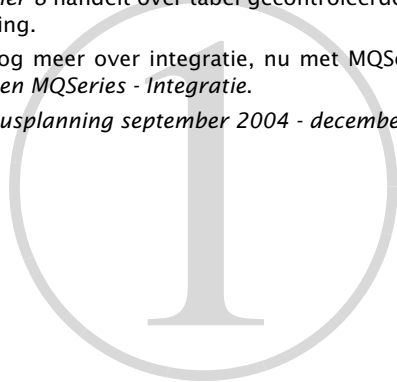 er 8 handelt over tabel gecontroleerde
ing.
og meer over integratie, nu met MQSe
en MQSeries - Integratie.
usplanning september 2004 - decembe
1